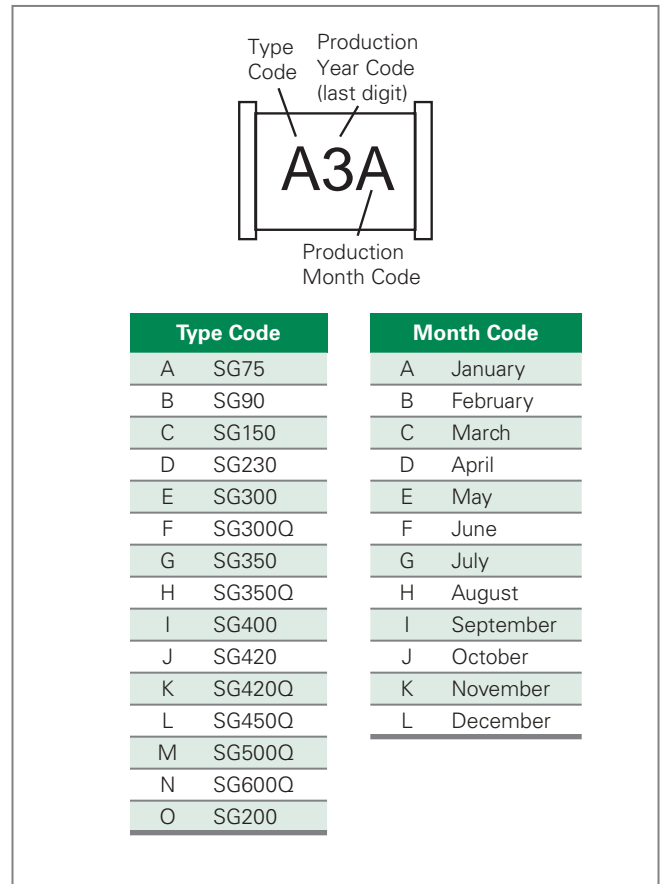 Type Code
Production Year Code (last digit)
A3A
Production
Month Code
Type Code
A SG75
B SG90
C SG150
D SG230
E SG300
F SG300Q
G SG350
H SG350Q
I SG400
J SG420
K SG420Q
L SG450Q
M SG500Q
N SG600Q
O SG200
Month Code
A January
B February
C March
D April
E May
F June
G July
H August
I September
J October
K November
L December